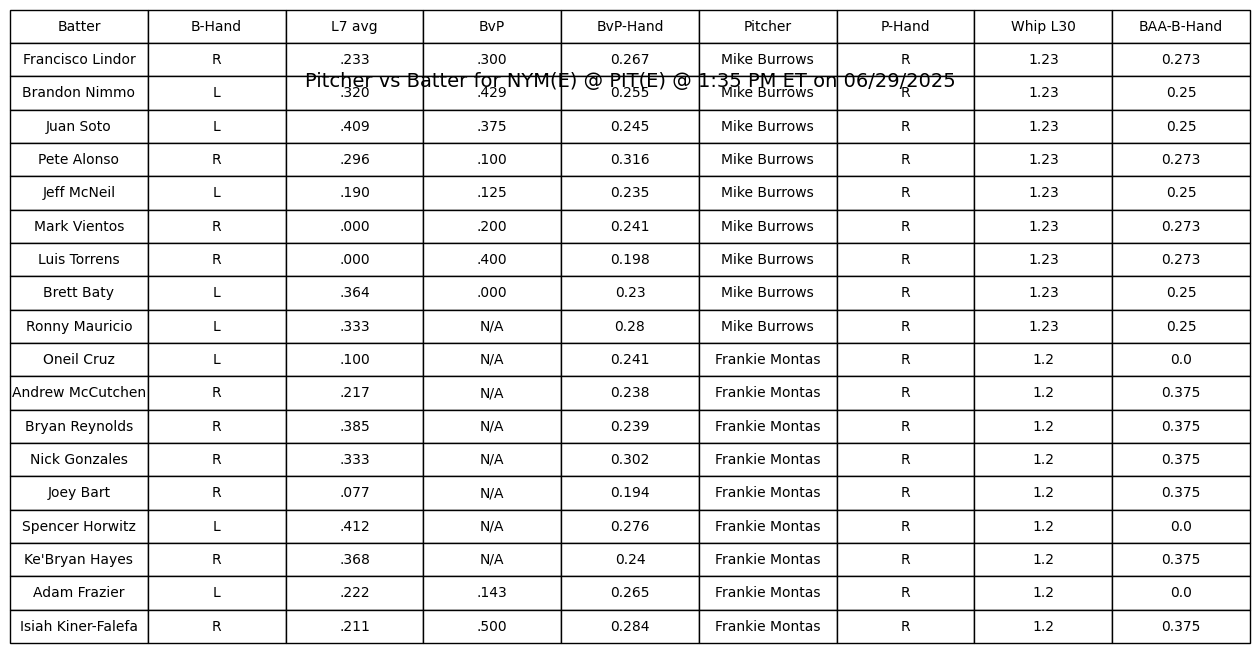 Batter B-Hand L7 avg BvP BvP-Hand Pitcher P-Hand Whip L30 BAA-B-Hand
Francisco Lindor R .233 .300 0.267 Mike Burrows R 1.23 0.273
Pitcher vs Batter for NYM(E) @ PIT(E) @ 1:35 PM ET on 06/29/2025
Brandon Nimmo L .320 .429 0.255 Mike Burrows R 1.23 0.25
Juan Soto L .409 .375 0.245 Mike Burrows R 1.23 0.25
Pete Alonso R .296 .100 0.316 Mike Burrows R 1.23 0.273
Jeff McNeil L .190 .125 0.235 Mike Burrows R 1.23 0.25
Mark Vientos R .000 .200 0.241 Mike Burrows R 1.23 0.273
Luis Torrens R .000 .400 0.198 Mike Burrows R 1.23 0.273
Brett Baty L .364 .000 0.23 Mike Burrows R 1.23 0.25
Ronny Mauricio L .333 N/A 0.28 Mike Burrows R 1.23 0.25
Oneil Cruz L .100 N/A 0.241 Frankie Montas R 1.2 0.0
Andrew McCutchen R .217 N/A 0.238 Frankie Montas R 1.2 0.375
Bryan Reynolds R .385 N/A 0.239 Frankie Montas R 1.2 0.375
Nick Gonzales R .333 N/A 0.302 Frankie Montas R 1.2 0.375
Joey Bart R .077 N/A 0.194 Frankie Montas R 1.2 0.375
Spencer Horwitz L .412 N/A 0.276 Frankie Montas R 1.2 0.0
Ke'Bryan Hayes R .368 N/A 0.24 Frankie Montas R 1.2 0.375
Adam Frazier L .222 .143 0.265 Frankie Montas R 1.2 0.0
Isiah Kiner-Falefa R .211 .500 0.284 Frankie Montas R 1.2 0.375